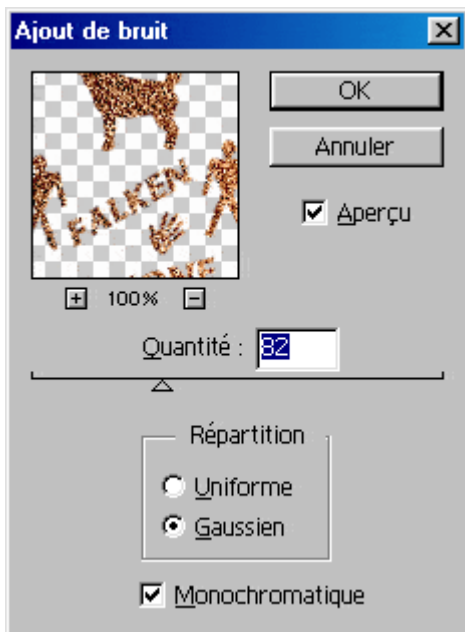 Ajout de bruit
OK
Annuler
Aperçu
FALKEN
100%
Quantité : 82
Répartition
Uniforme
Gaussien
Monochromatique